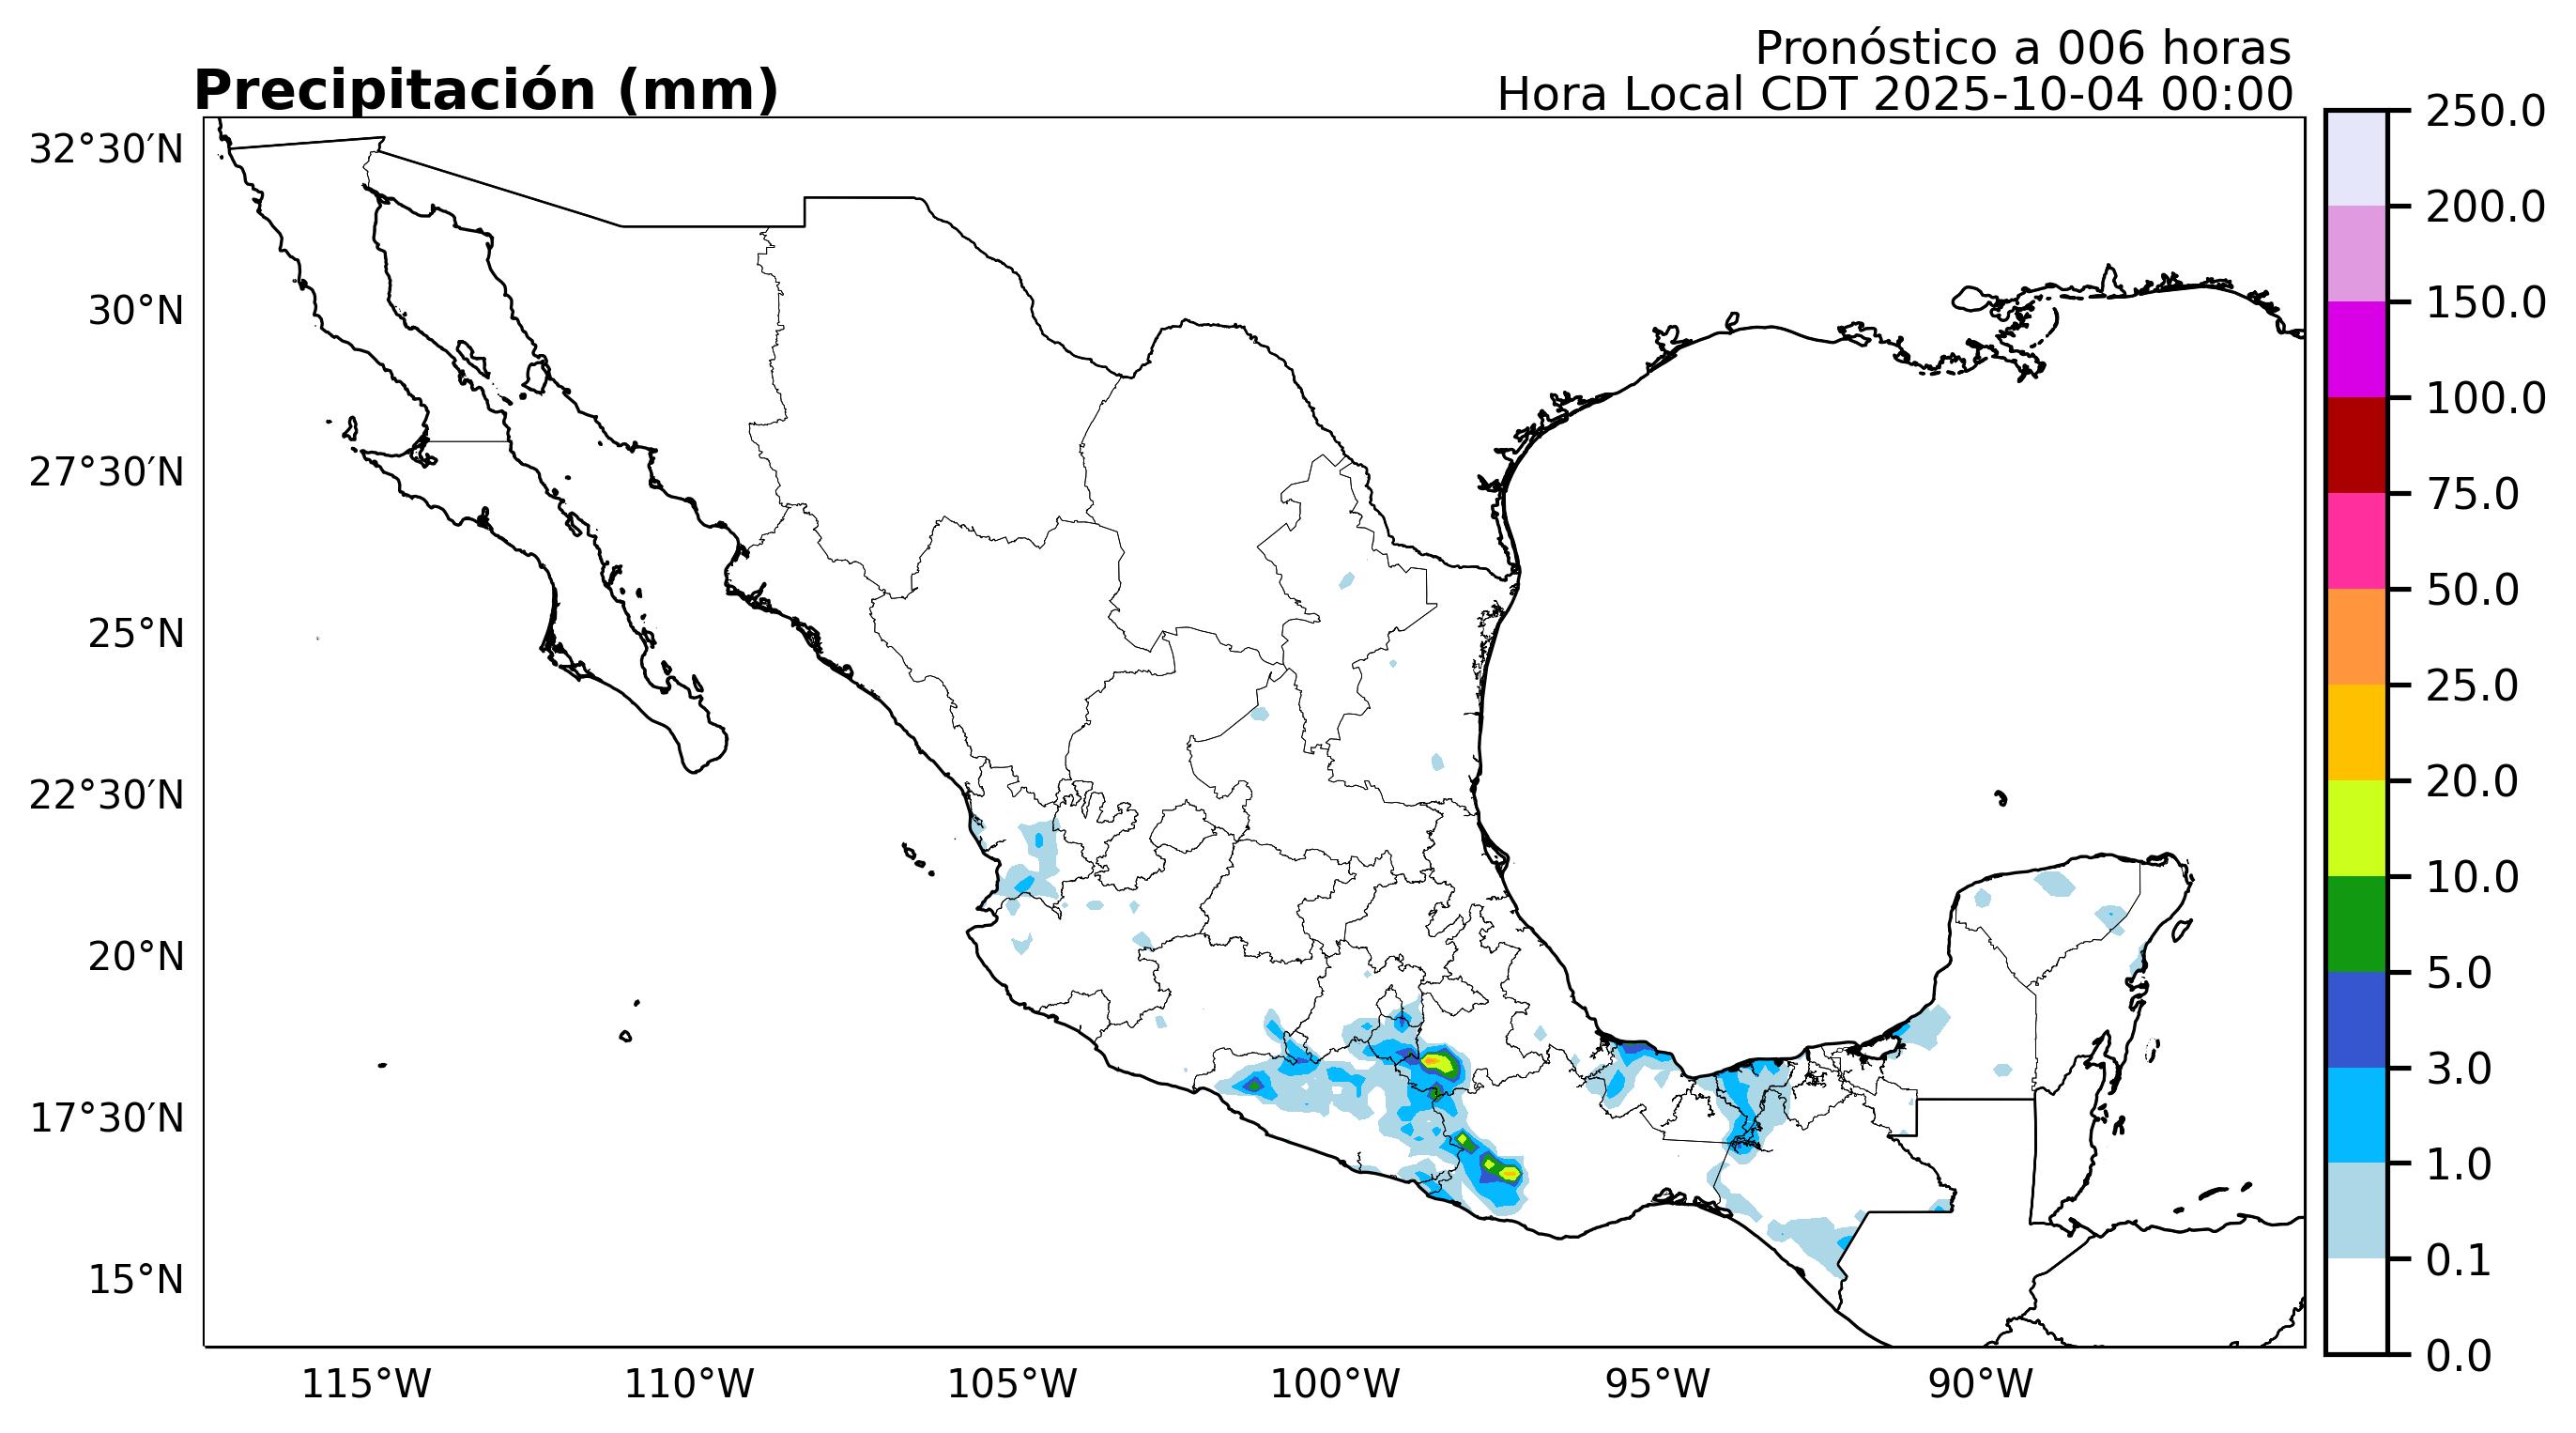 Pronóstico a 006 horas
Precipitación (mm)
Hora Local CDT 2025-10-04 00:00
32°30′N
30°N
27°30′N
25°N
22°30′N
20°N
17°30′N
15°N
115°W
110°W
105°W
100°W
95°W
90°W
250.0
200.0
150.0
100.0
75.0
50.0
25.0
20.0
10.0
5.0
3.0
1.0
0.1
0.0